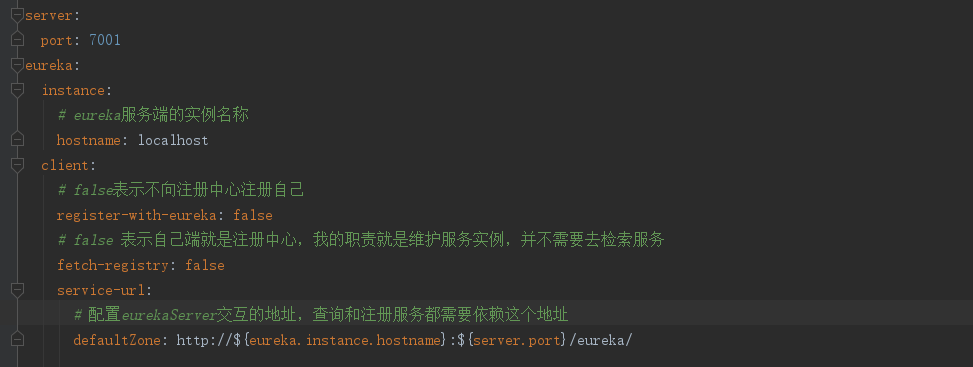 server:
  port: 7001
eureka:
  instance:
    # eureka服务端的实例名称
    hostname: localhost
  client:
    # false表示不向注册中心注册自己
    register-with-eureka: false
    # false 表示自己端就是注册中心，我的职责就是维护服务实例，并不需要去检索服务
    fetch-registry: false
    service-url:
      # 配置eurekaServer交互的地址，查询和注册服务都需要依赖这个地址
      defaultZone: http://${eureka.instance.hostname}:${server.port}/eureka/